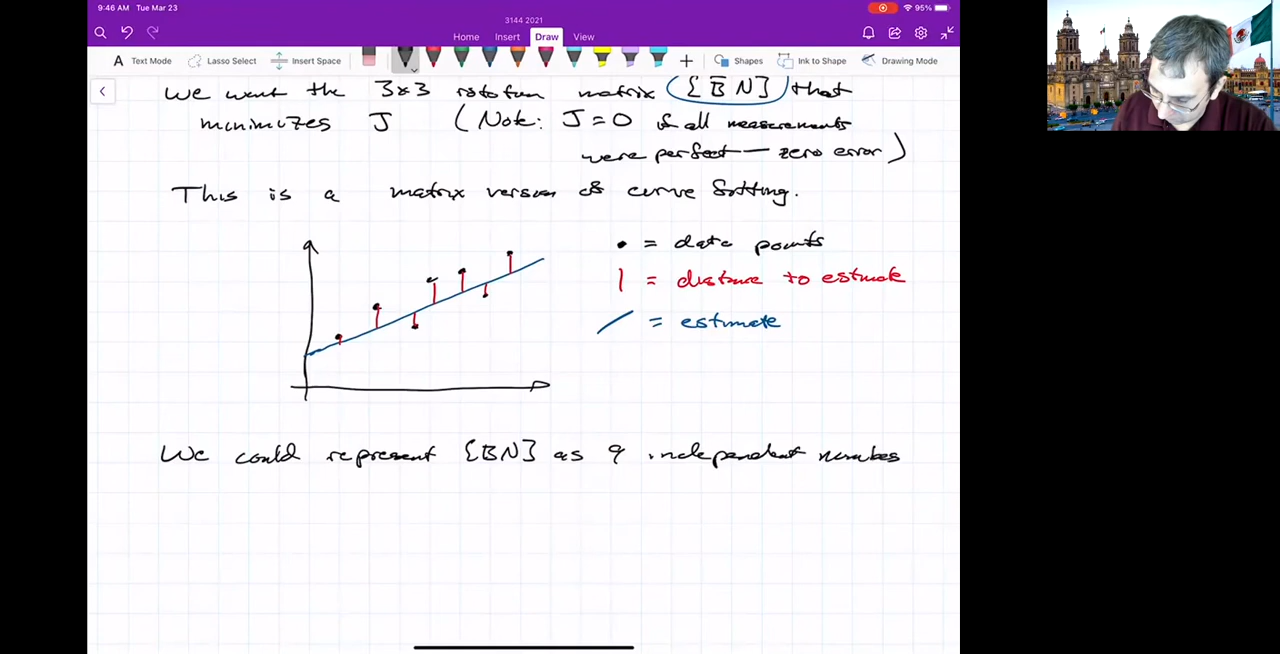 9:46 AM Tue Mar 23
95%
3144 2021
Home Insert Draw View
Text Mode Lasso Select Insert Space Shapes Ink to Shape Drawing Mode
We want the 3x3 rotation matrix [BN] that
minimizes J (Note: J=0 if all measurements
were perfect — zero error)
This is a matrix version of curve fitting.
• = data points
| = distance to estimate
/ = estimate
We could represent [BN] as 9 independent numbers